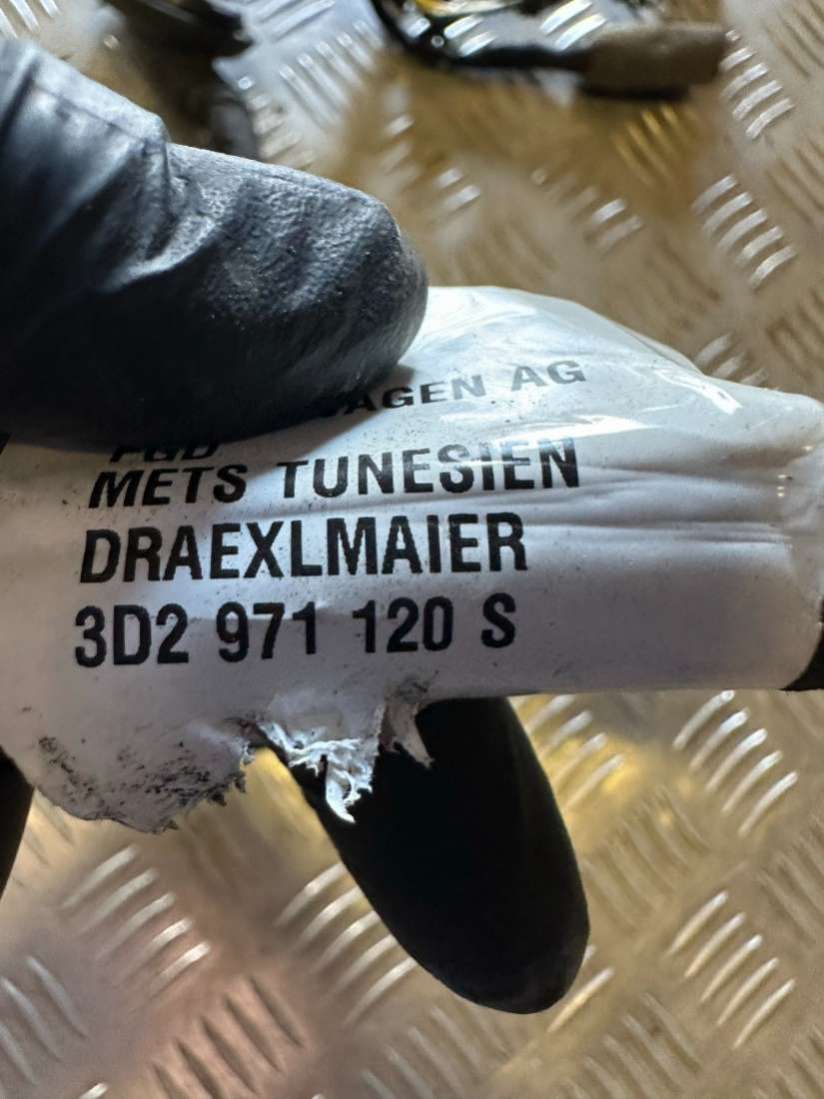 AGEN AG
METS TUNESIEN
DRAEXLMAIER
3D2 971 120 S